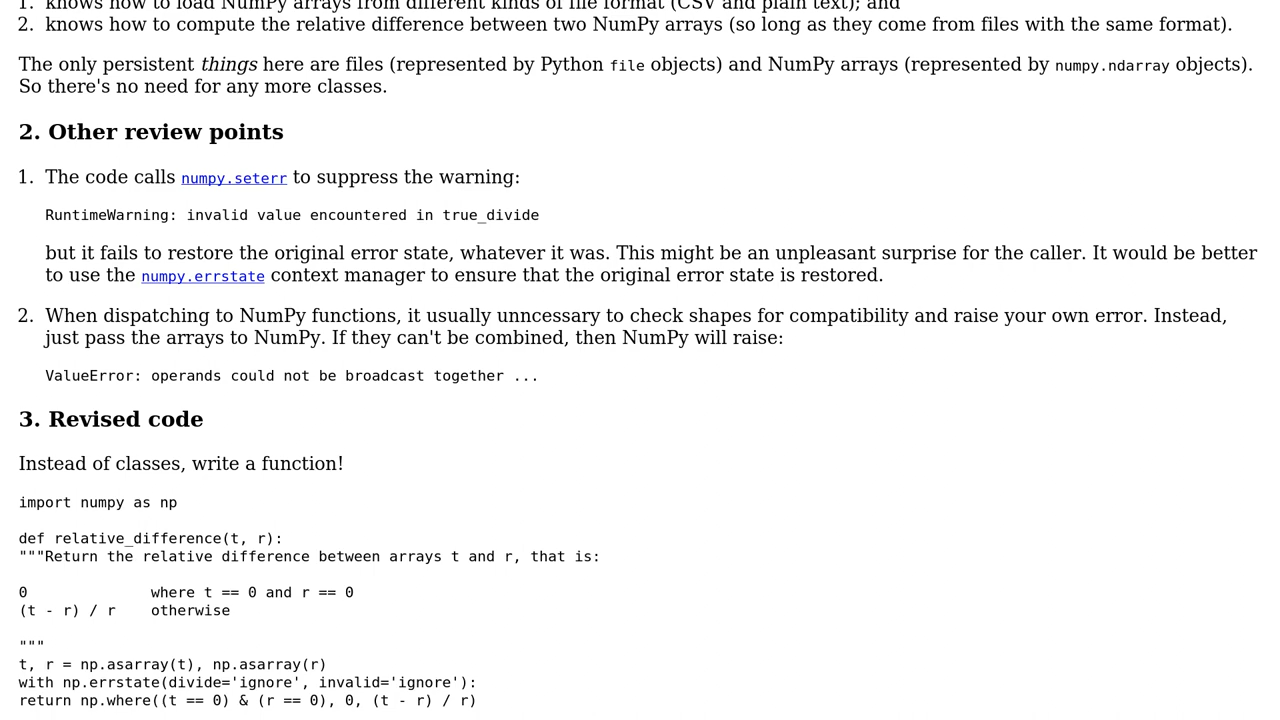 1. knows how to load NumPy arrays from different kinds of file format (CSV and plain text); and
2. knows how to compute the relative difference between two NumPy arrays (so long as they come from files with the same format).
The only persistent things here are files (represented by Python file objects) and NumPy arrays (represented by numpy.ndarray objects).
So there's no need for any more classes.
2. Other review points
1. The code calls numpy.seterr to suppress the warning:
RuntimeWarning: invalid value encountered in true_divide
but it fails to restore the original error state, whatever it was. This might be an unpleasant surprise for the caller. It would be better
to use the numpy.errstate context manager to ensure that the original error state is restored.
2. When dispatching to NumPy functions, it usually unncessary to check shapes for compatibility and raise your own error. Instead,
just pass the arrays to NumPy. If they can't be combined, then NumPy will raise:
ValueError: operands could not be broadcast together ...
3. Revised code
Instead of classes, write a function!
import numpy as np
def relative_difference(t, r):
"""Return the relative difference between arrays t and r, that is:
0              where t == 0 and r == 0
(t - r) / r    otherwise
"""
t, r = np.asarray(t), np.asarray(r)
with np.errstate(divide='ignore', invalid='ignore'):
return np.where((t == 0) & (r == 0), 0, (t - r) / r)